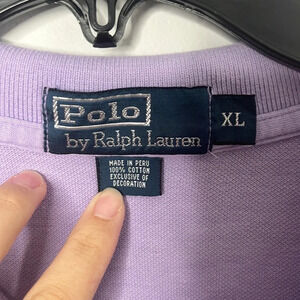 Polo
by Ralph Lauren
XL
MADE IN PERU
100% COTTON
EXCLUSIVE OF
DECORATION